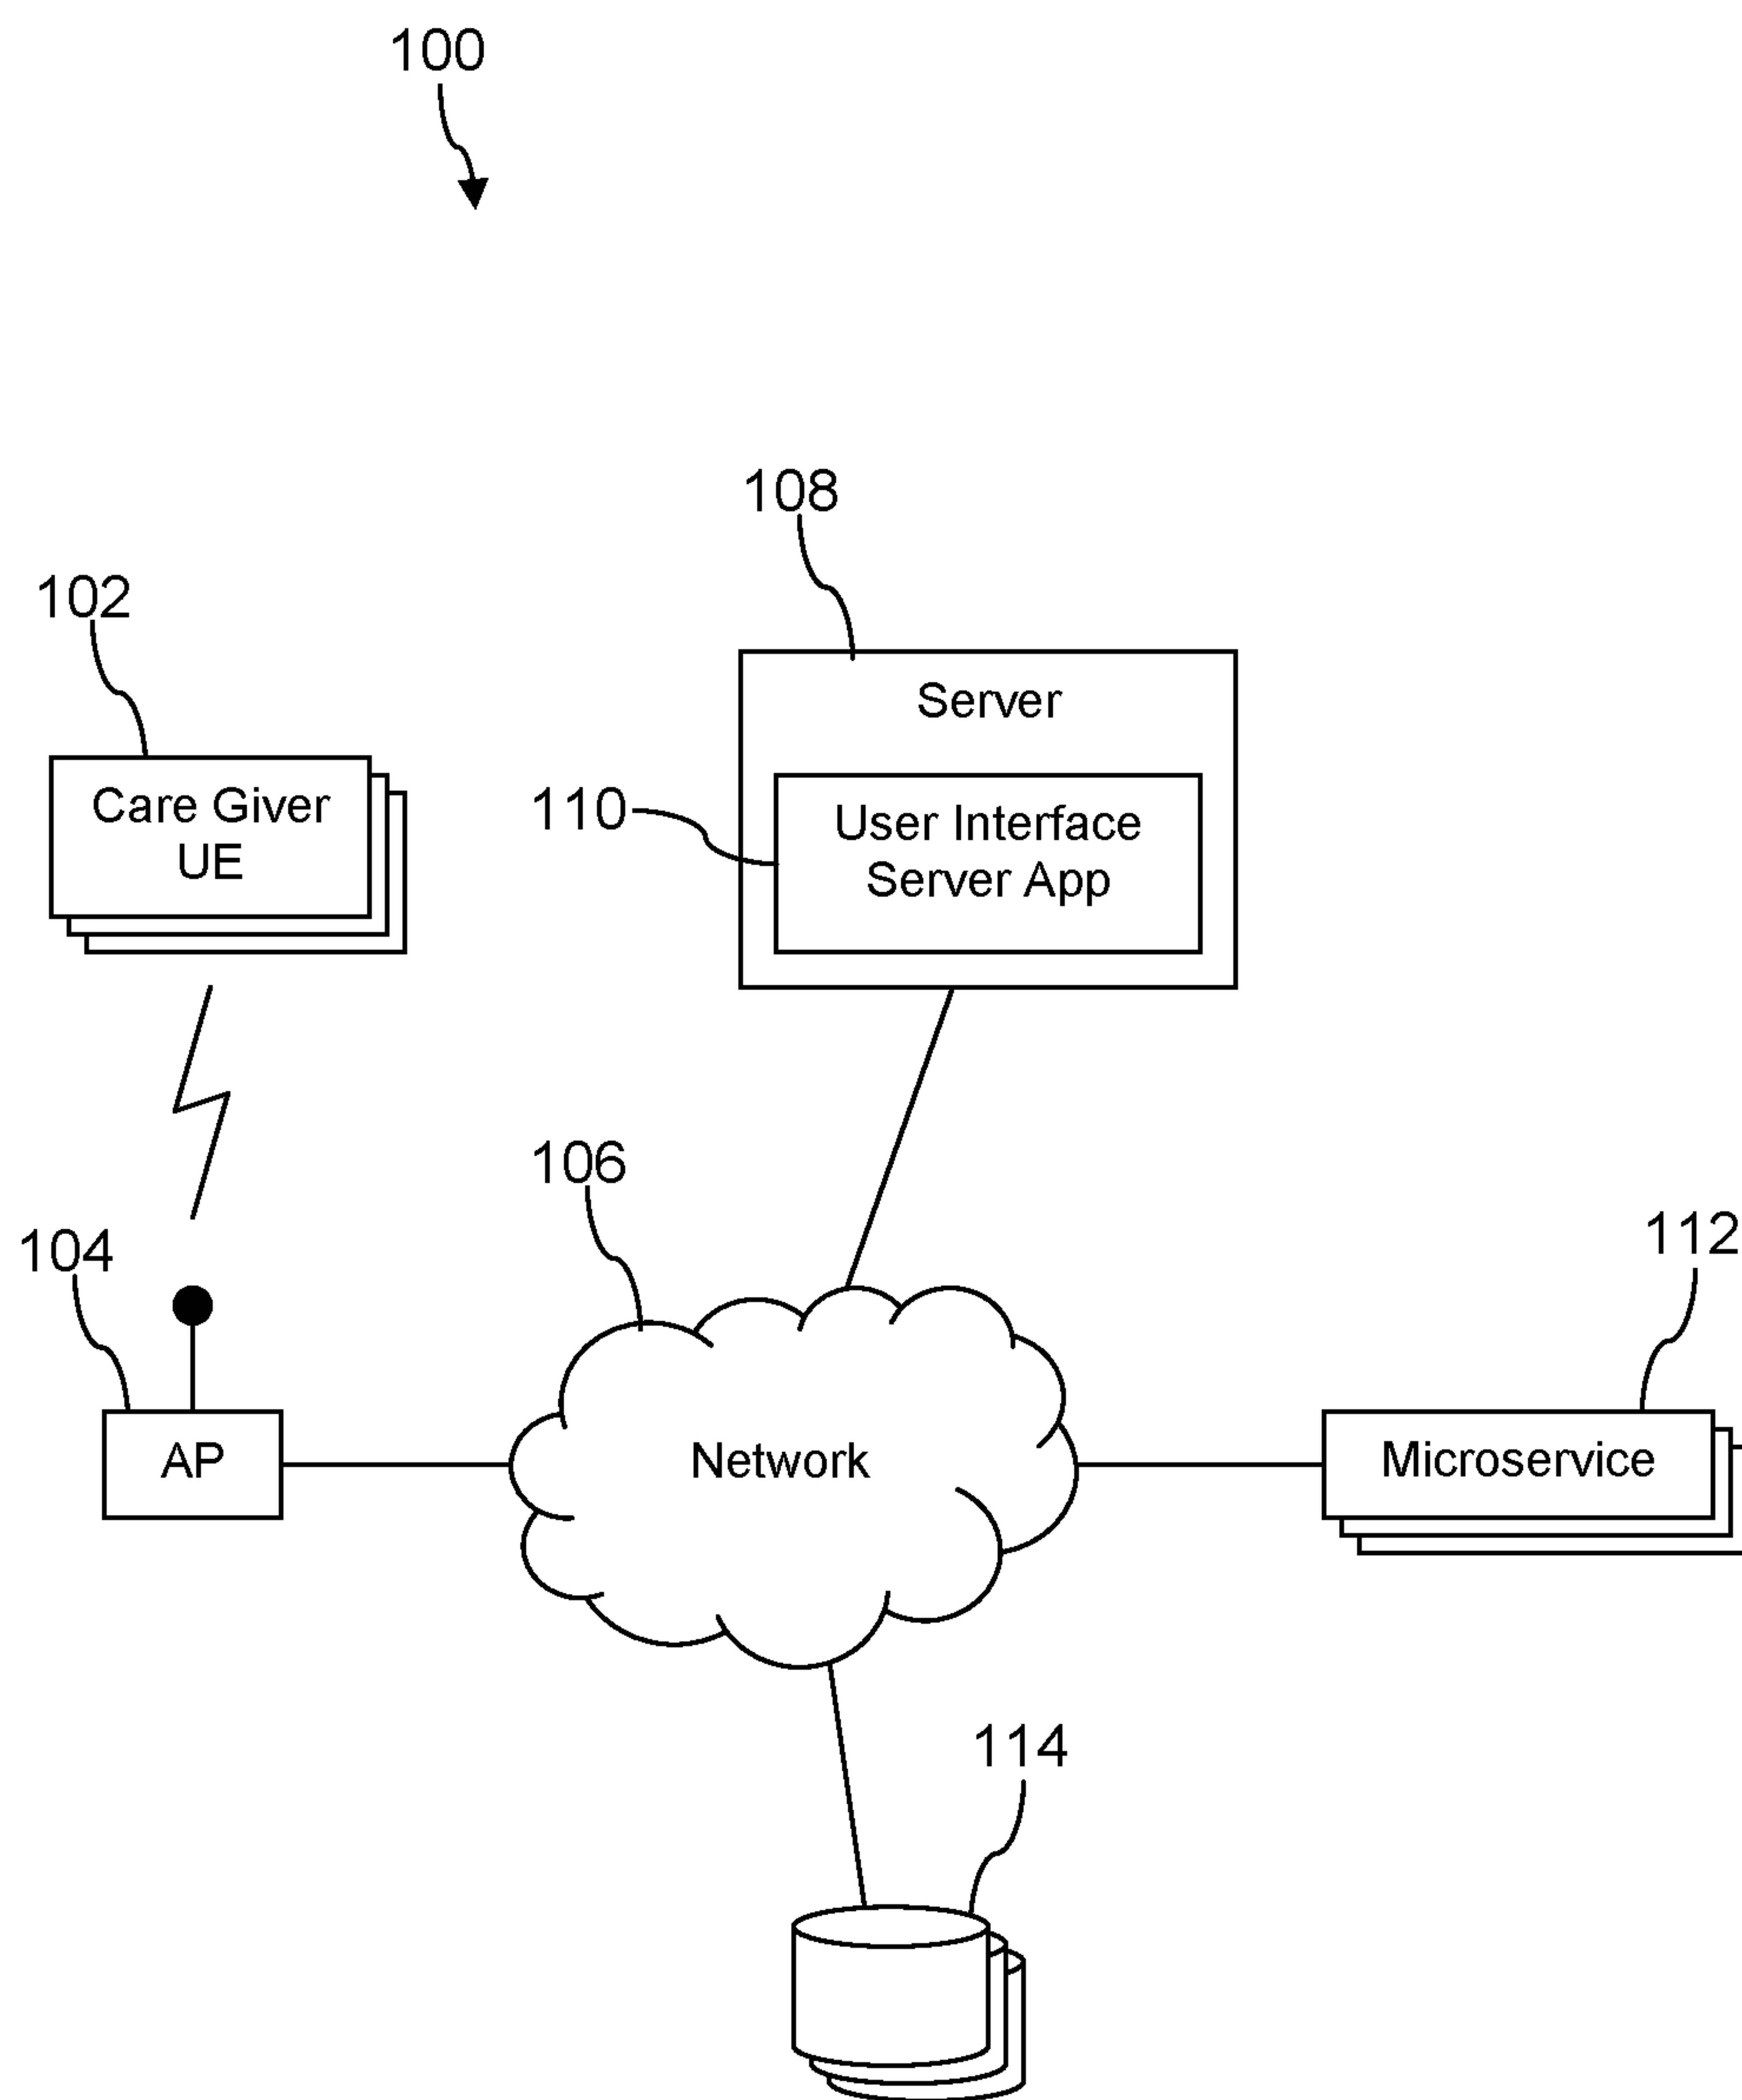 100
108
102
Server
Care Giver
UE
110
User Interface
Server App
106
104
112
AP
Network
Microservice
114